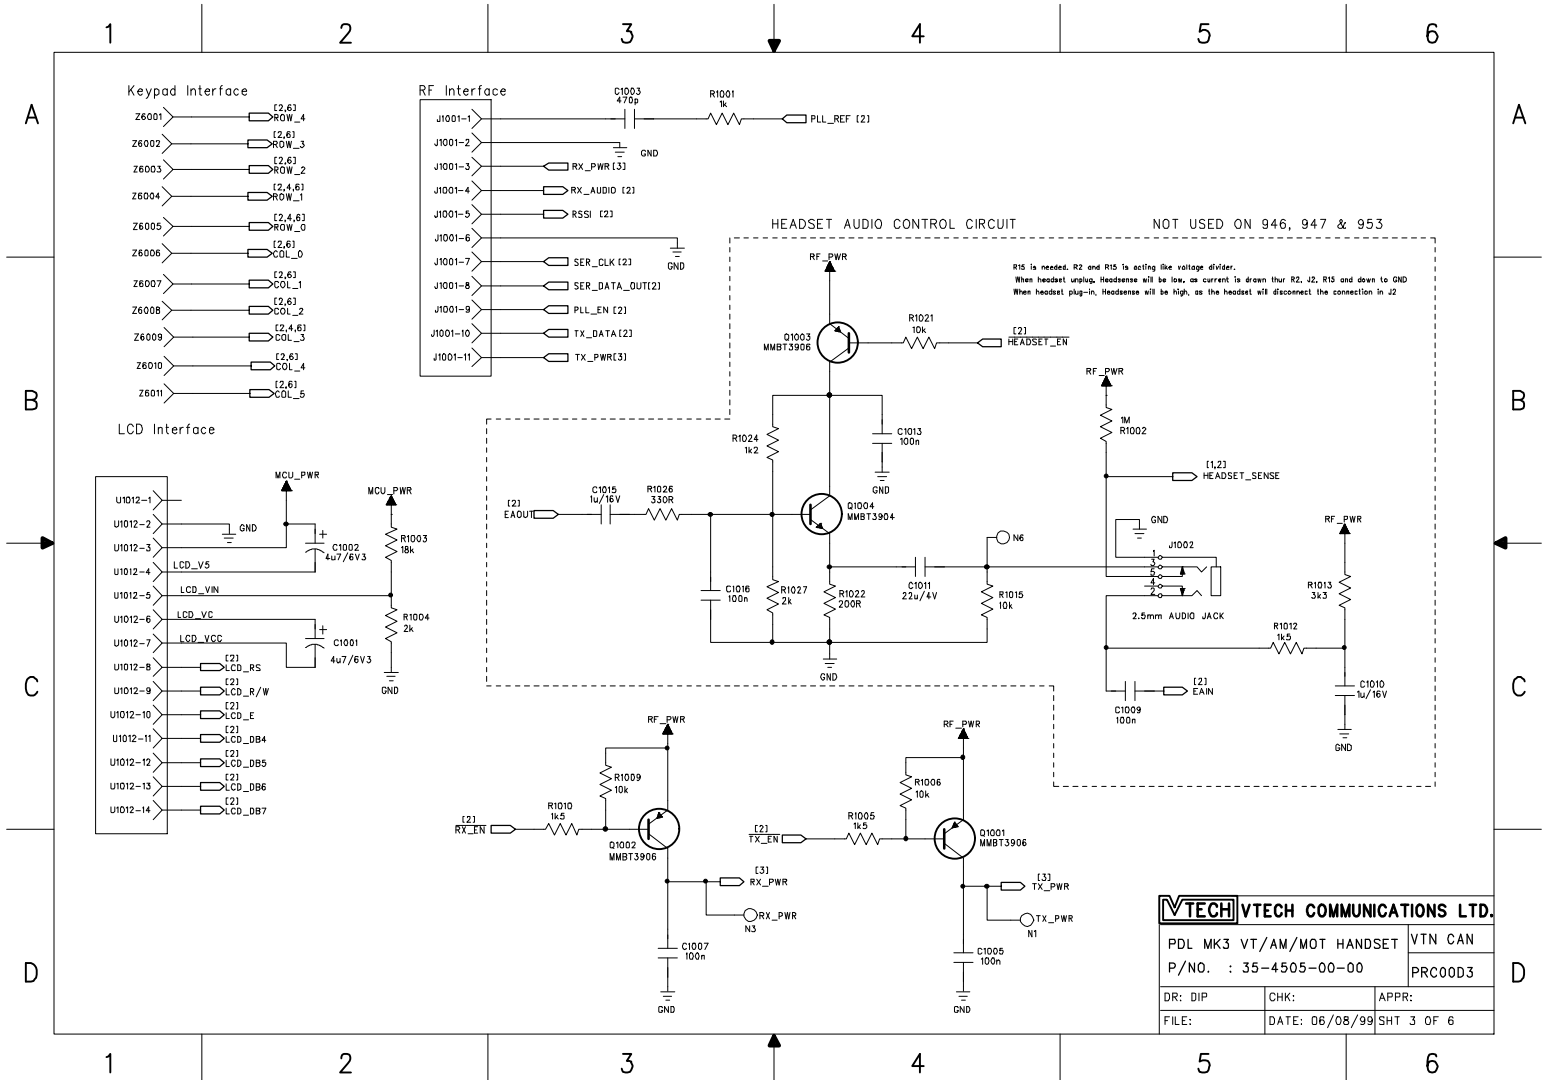 1 2 3 4 5 6
A A
Keypad Interface
Z6001 [2,6] ROW_4
Z6002 [2,6] ROW_3
Z6003 [2,6] ROW_2
Z6004 [2,4,6] ROW_1
Z6005 [2,4,6] ROW_0
Z6006 [2,6] COL_0
Z6007 [2,6] COL_1
Z6008 [2,6] COL_2
Z6009 [2,4,6] COL_3
Z6010 [2,6] COL_4
Z6011 [2,6] COL_5
RF Interface
J1001-1
J1001-2
J1001-3
J1001-4
J1001-5
J1001-6
J1001-7
J1001-8
J1001-9
J1001-10
J1001-11
C1003
470p
R1001
1k
PLL_REF [2]
GND
RX_PWR[3]
RX_AUDIO [2]
RSSI [2]
GND
SER_CLK [2]
SER_DATA_OUT[2]
PLL_EN [2]
TX_DATA[2]
TX_PWR[3]
HEADSET AUDIO CONTROL CIRCUIT
NOT USED ON 946, 947 & 953
R15 is needed. R2 and R15 is acting like voltage divider.
When headset unplug, Headsense will be low, as current is drawn thur R2, J2, R15 and down to GND
When headset plug-in, Headsense will be high, as the headset will disconnect the connection in J2
RF_PWR
Q1003
MMBT3906
R1021
10k
[2]
HEADSET_EN
B B
R1024
1k2
C1013
100n
GND
RF_PWR
1M
R1002
[1,2]
HEADSET_SENSE
[2]
EAOUT
C1015
1u/16V
R1026
330R
Q1004
MMBT3904
N6
GND
J1002
1
3
5
4
2
2.5mm AUDIO JACK
RF_PWR
R1013
3k3
C1016
100n
R1027
2k
R1022
200R
C1011
22u/4V
R1015
10k
GND
R1012
1k5
C1009
100n
[2]
EAIN
C1010
1u/16V
GND
LCD Interface
U1012-1
U1012-2
U1012-3
U1012-4
U1012-5
U1012-6
U1012-7
U1012-8
U1012-9
U1012-10
U1012-11
U1012-12
U1012-13
U1012-14
MCU_PWR
GND
+
C1002
4u7/6V3
LCD_V5
LCD_VIN
LCD_VC
LCD_VCC
+
C1001
4u7/6V3
MCU_PWR
R1003
18k
R1004
2k
GND
[2] LCD_RS
[2] LCD_R/W
[2] LCD_E
[2] LCD_DB4
[2] LCD_DB5
[2] LCD_DB6
[2] LCD_DB7
C C
RF_PWR
R1009
10k
[2]
RX_EN
R1010
1k5
Q1002
MMBT3906
[3]
RX_PWR
RX_PWR
N3
C1007
100n
GND
RF_PWR
R1006
10k
[2]
TX_EN
R1005
1k5
Q1001
MMBT3906
[3]
TX_PWR
TX_PWR
N1
C1005
100n
GND
D D
VTECH VTECH COMMUNICATIONS LTD.
PDL MK3 VT/AM/MOT HANDSET VTN CAN
P/NO. : 35-4505-00-00 PRC00D3
DR: DIP CHK: APPR:
FILE: DATE: 06/08/99 SHT 3 OF 6
1 2 3 4 5 6